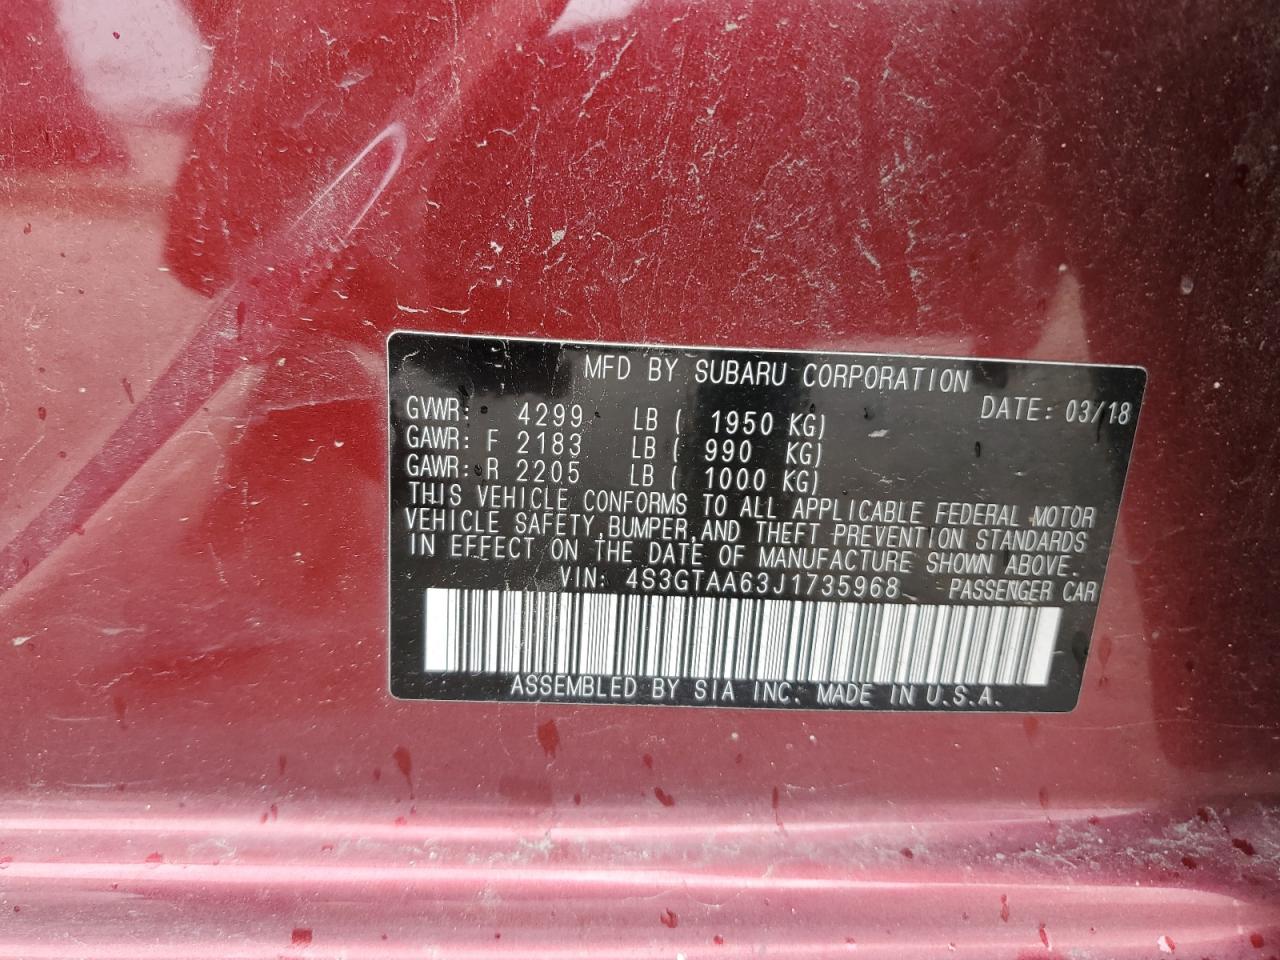 MFD BY SUBARU CORPORATION
DATE: 03/18
GVWR: 4299 LB ( 1950 KG)
GAWR: F 2183 LB ( 990 KG)
GAWR: R 2205 LB ( 1000 KG)
THIS VEHICLE CONFORMS TO ALL APPLICABLE FEDERAL MOTOR
VEHICLE SAFETY,BUMPER,AND THEFT PREVENTION STANDARDS
IN EFFECT ON THE DATE OF MANUFACTURE SHOWN ABOVE.
VIN: 4S3GTAA63J1735968 PASSENGER CAR
ASSEMBLED BY SIA INC. MADE IN U.S.A.